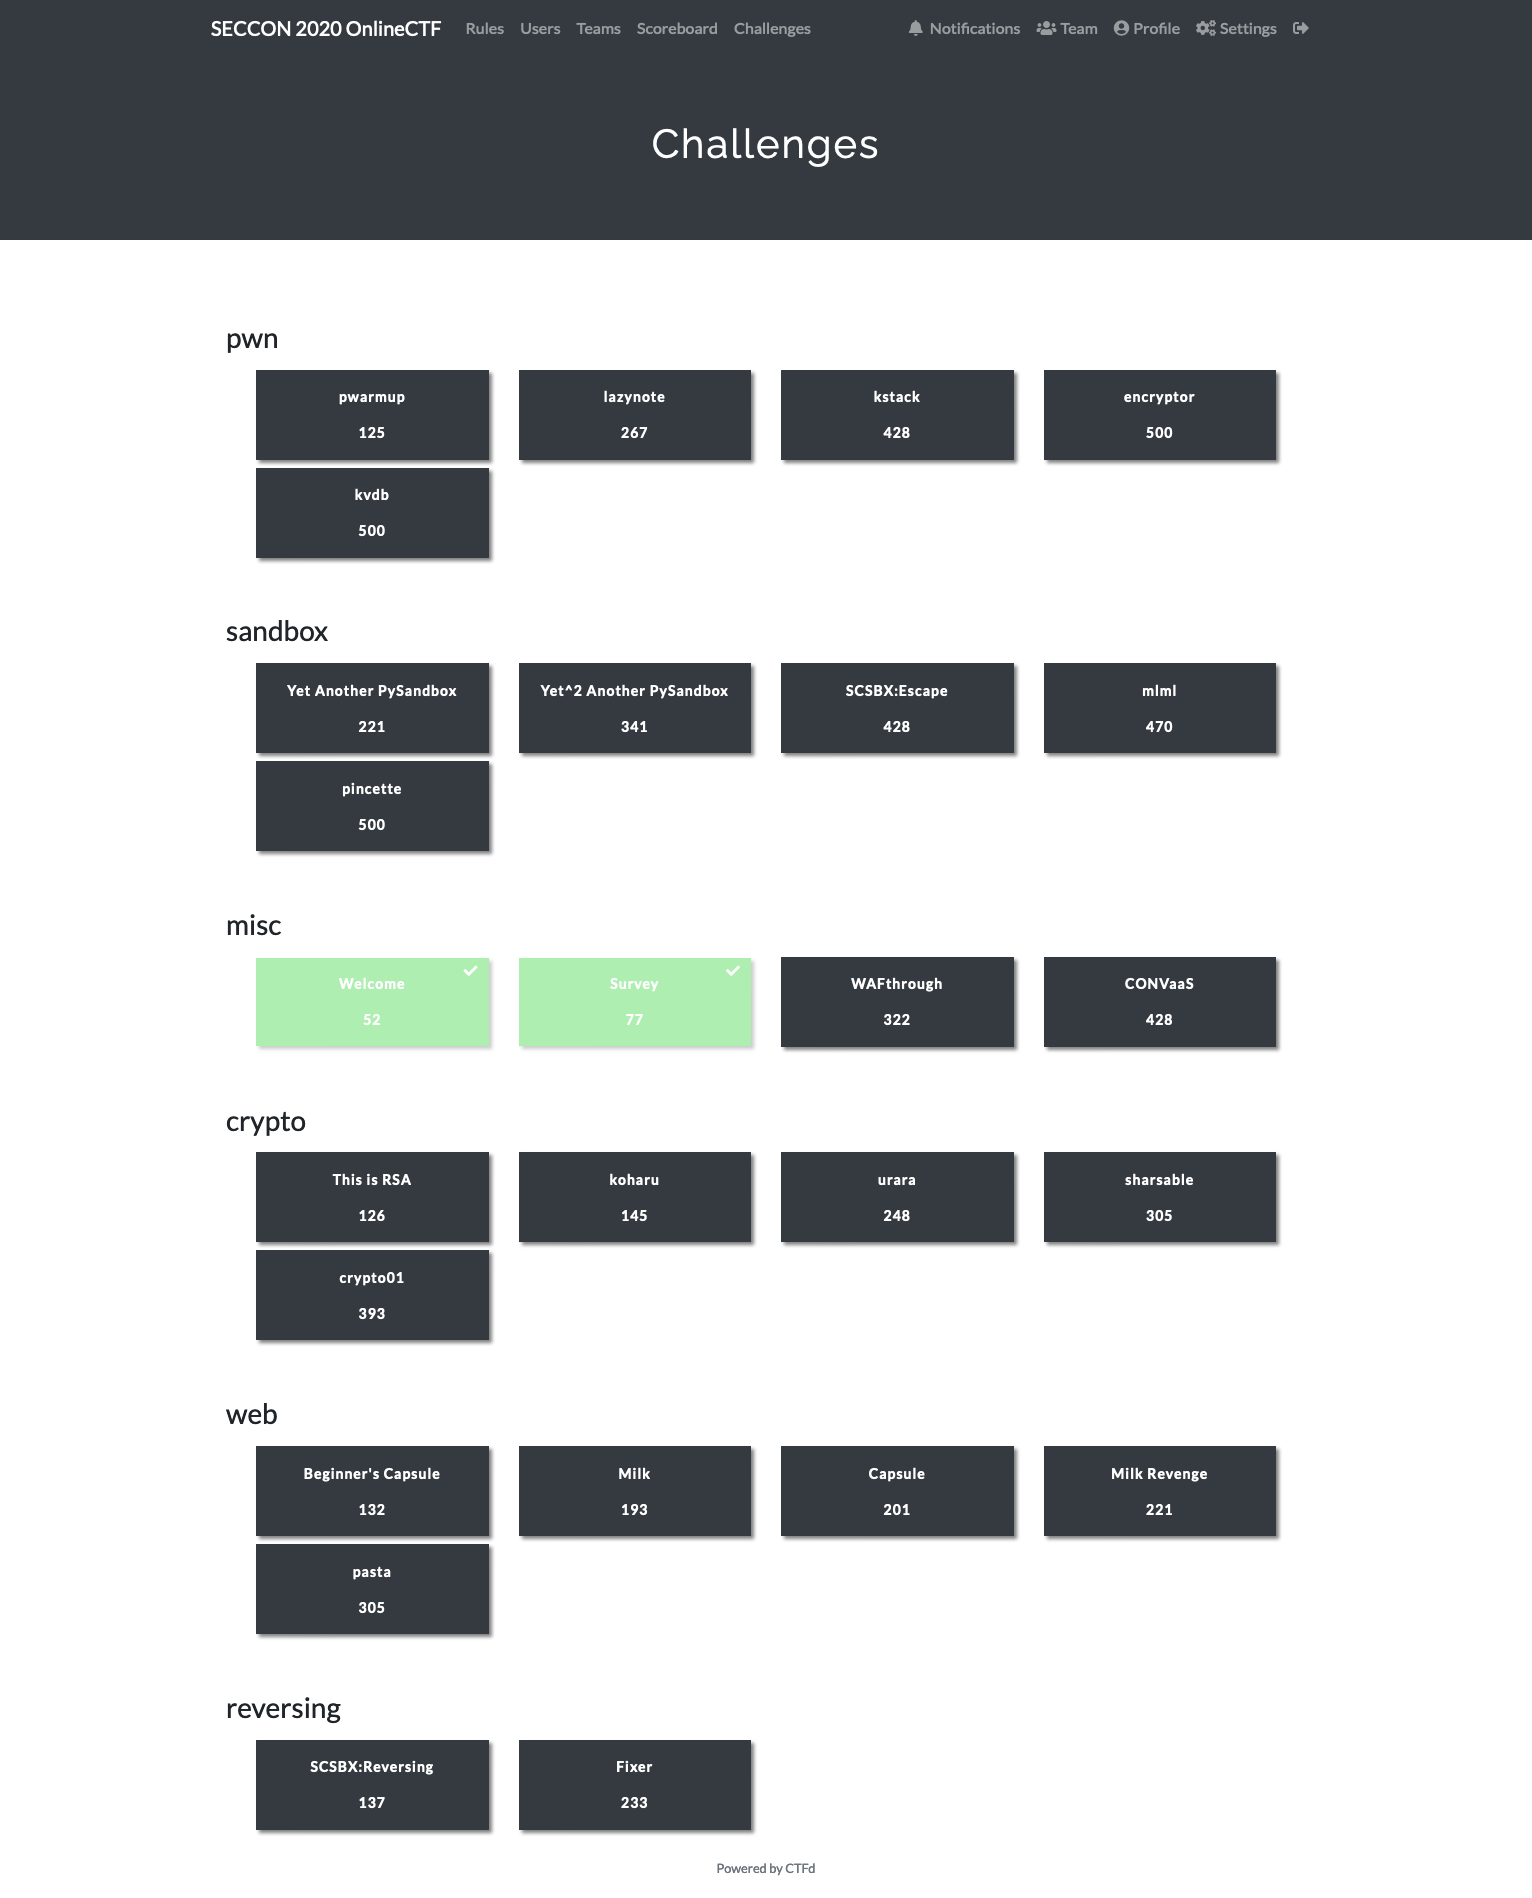 SECCON 2020 OnlineCTF Rules Users Teams Scoreboard Challenges Notifications Team Profile Settings
Challenges
pwn
pwarmup
125
lazynote
267
kstack
428
encryptor
500
kvdb
500
sandbox
Yet Another PySandbox
221
Yet^2 Another PySandbox
341
SCSBX:Escape
428
mlml
470
pincette
500
misc
Welcome
52
Survey
77
WAFthrough
322
CONVaaS
428
crypto
This is RSA
126
koharu
145
urara
248
sharsable
305
crypto01
393
web
Beginner's Capsule
132
Milk
193
Capsule
201
Milk Revenge
221
pasta
305
reversing
SCSBX:Reversing
137
Fixer
233
Powered by CTFd